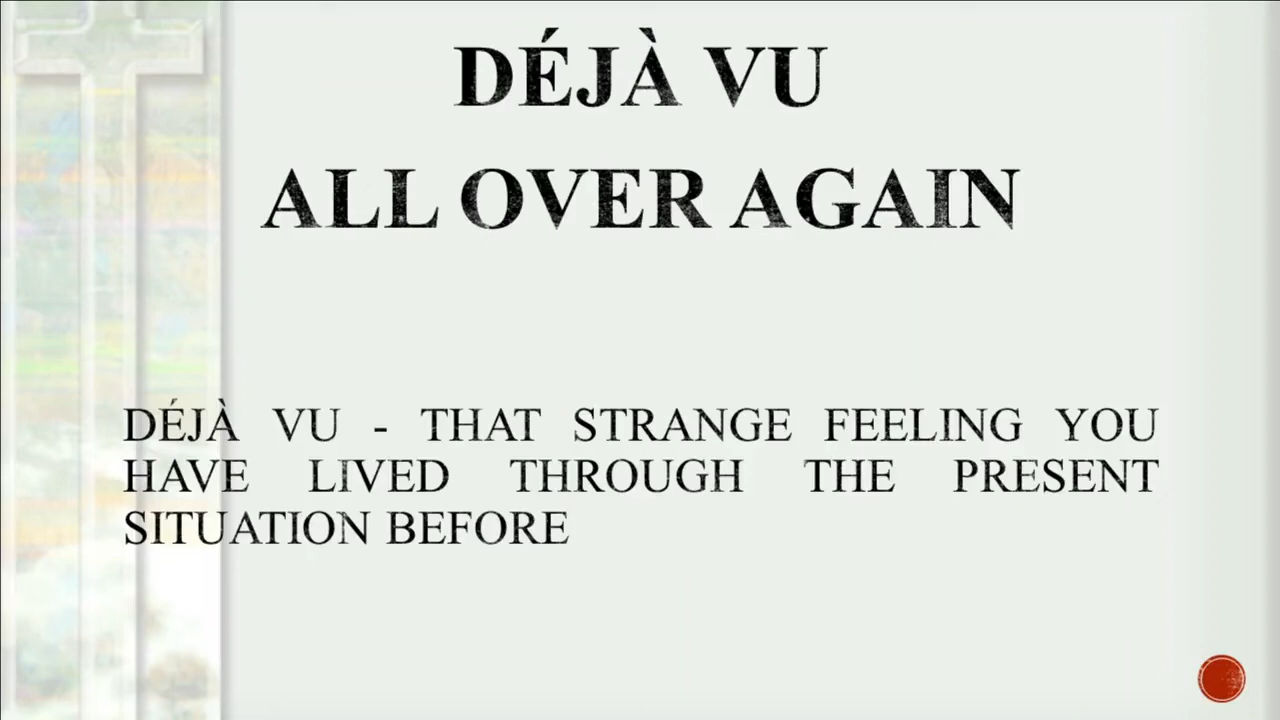 DÉJÀ VU
ALL OVER AGAIN
DÉJÀ VU - THAT STRANGE FEELING YOU
HAVE LIVED THROUGH THE PRESENT
SITUATION BEFORE